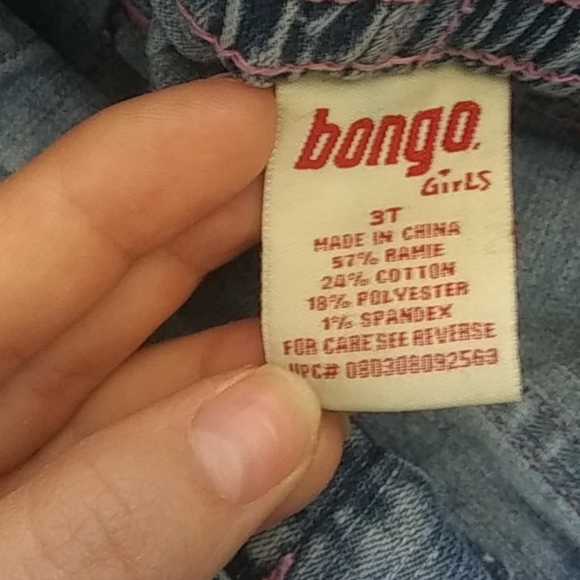 bongo.
GirLS
3T
MADE IN CHINA
57% RAMIE
24% COTTON
18% POLYESTER
1% SPANDEX
FOR CARE SEE REVERSE
UPC# 090308092563